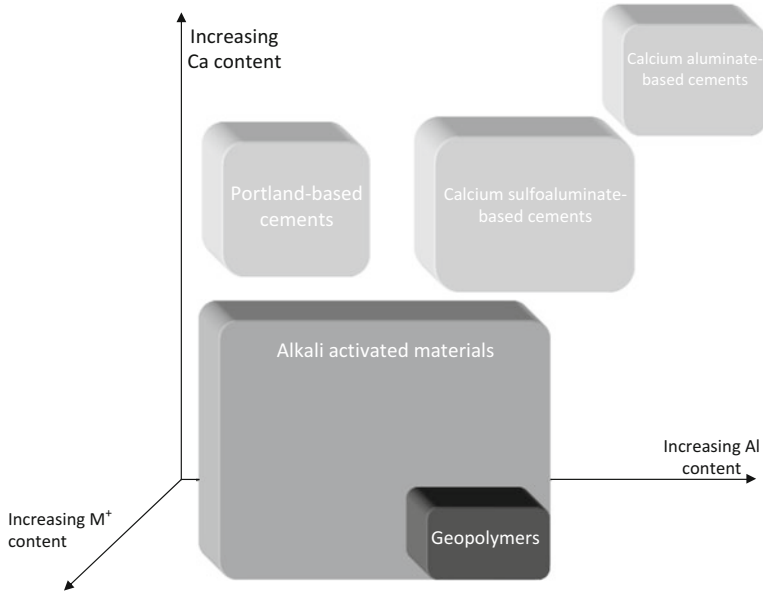 Increasing
Ca content
Calcium aluminate-
based cements
Portland-based
cements
Calcium sulfoaluminate-
based cements
Alkali activated materials
Increasing Al
content
Increasing M⁺
content
Geopolymers